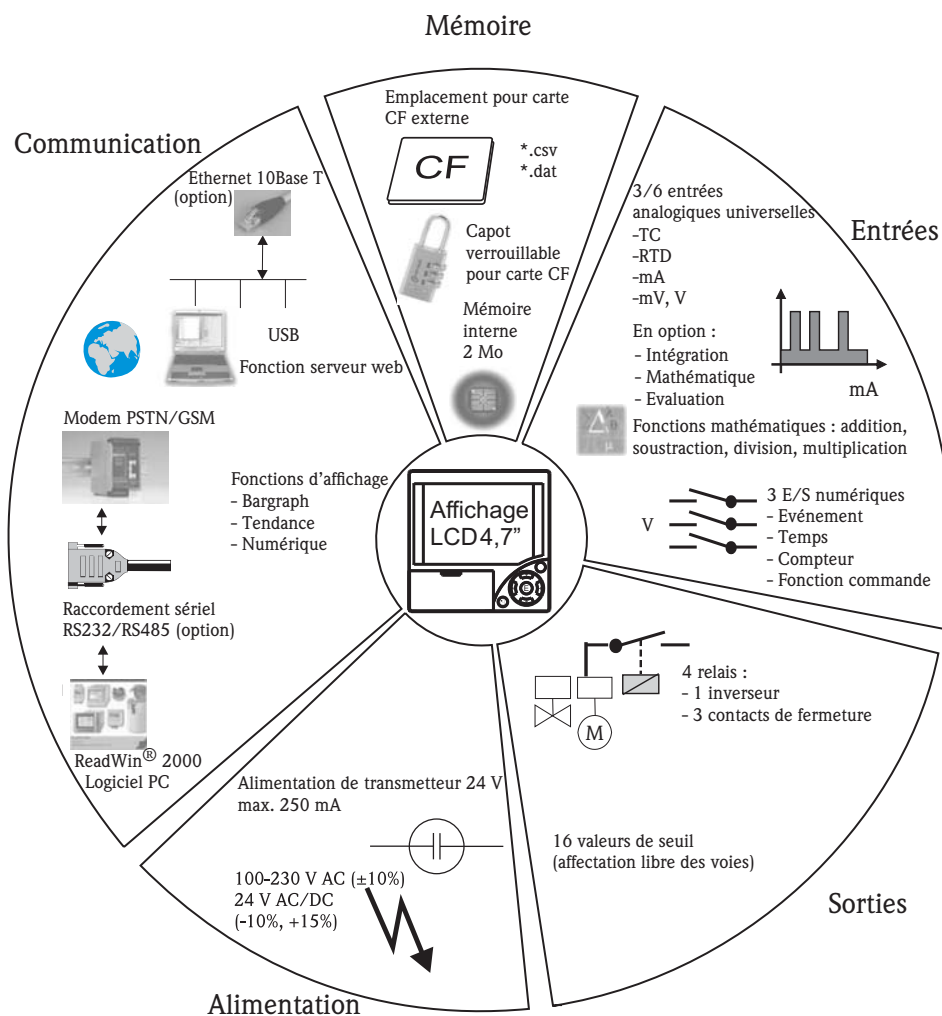 Mémoire
Emplacement pour carte
CF externe
CF
*.csv
*.dat
Capot
verrouillable
pour carte CF
Mémoire
interne
2 Mo
Communication
Ethernet 10Base T
(option)
USB
Fonction serveur web
Modem PSTN/GSM
Fonctions d'affichage
- Bargraph
- Tendance
- Numérique
Raccordement sériel
RS232/RS485 (option)
ReadWin® 2000
Logiciel PC
Entrées
3/6 entrées
analogiques universelles
-TC
-RTD
-mA
-mV, V
En option :
- Intégration
- Mathématique
- Evaluation
mA
Fonctions mathématiques : addition,
soustraction, division, multiplication
V
3 E/S numériques
- Evénement
- Temps
- Compteur
- Fonction commande
Affichage
LCD4,7"
E
4 relais :
- 1 inverseur
- 3 contacts de fermeture
M
16 valeurs de seuil
(affectation libre des voies)
Sorties
Alimentation de transmetteur 24 V
max. 250 mA
100-230 V AC (±10%)
24 V AC/DC
(-10%, +15%)
Alimentation